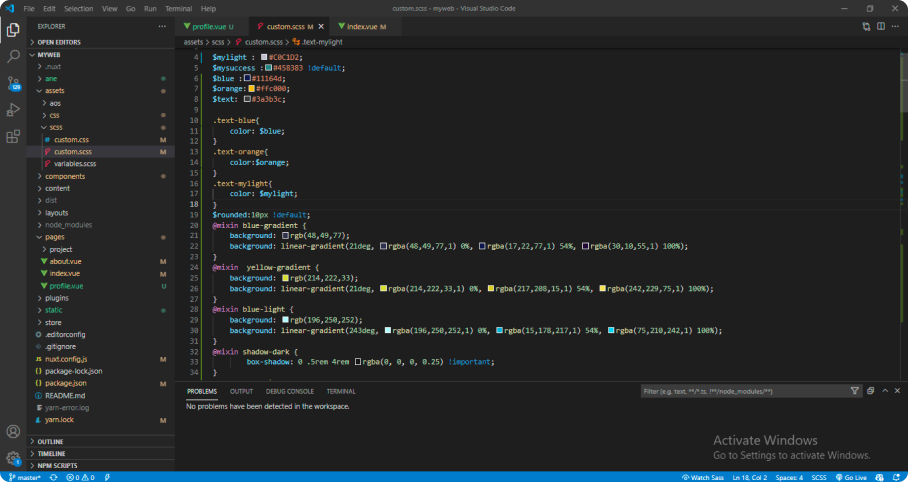 File Edit Selection View Go Run Terminal Help custom.scss - myweb - Visual Studio Code
EXPLORER ··· profile.vue U custom.scss M × index.vue M
OPEN EDITORS assets > scss > custom.scss > .text-mylight
MYWEB
.nuxt
ane
assets
aos
css
scss
custom.css M
custom.scss M
variables.scss
components
content
dist
layouts
node_modules
pages
project
about.vue M
index.vue M
profile.vue U
plugins
static
store
.editorconfig
.gitignore
nuxt.config.js M
package-lock.json
package.json M
README.md
yarn-error.log
yarn.lock M
OUTLINE
TIMELINE
NPM SCRIPTS
4 $mylight : #C0C1D2;
5 $mysuccess :#458383 !default;
6 $blue :#11164d;
7 $orange:#ffc000;
8 $text: #3a3b3c;
9
10 .text-blue{
11 color: $blue;
12 }
13 .text-orange{
14 color:$orange;
15 }
16 .text-mylight{
17 color: $mylight;
18 }
19 $rounded:10px !default;
20 @mixin blue-gradient {
21 background: rgb(48,49,77);
22 background: linear-gradient(21deg, rgba(48,49,77,1) 0%, rgba(17,22,77,1) 54%, rgba(30,10,55,1) 100%);
23 }
24 @mixin yellow-gradient {
25 background: rgb(214,222,33);
26 background: linear-gradient(21deg, rgba(214,222,33,1) 0%, rgba(217,208,15,1) 54%, rgba(242,229,75,1) 100%);
27 }
28 @mixin blue-light {
29 background: rgb(196,250,252);
30 background: linear-gradient(243deg, rgba(196,250,252,1) 0%, rgba(15,178,217,1) 54%, rgba(75,210,242,1) 100%);
31 }
32 @mixin shadow-dark {
33 box-shadow: 0 .5rem 4rem rgba(0, 0, 0, 0.25) !important;
34 }
PROBLEMS OUTPUT DEBUG CONSOLE TERMINAL Filter (e.g. text, **/*.ts, !**/node_modules/**)
No problems have been detected in the workspace.
Activate Windows
Go to Settings to activate Windows.
master* 0 0 Watch Sass Ln 18, Col 2 Spaces: 4 SCSS Go Live